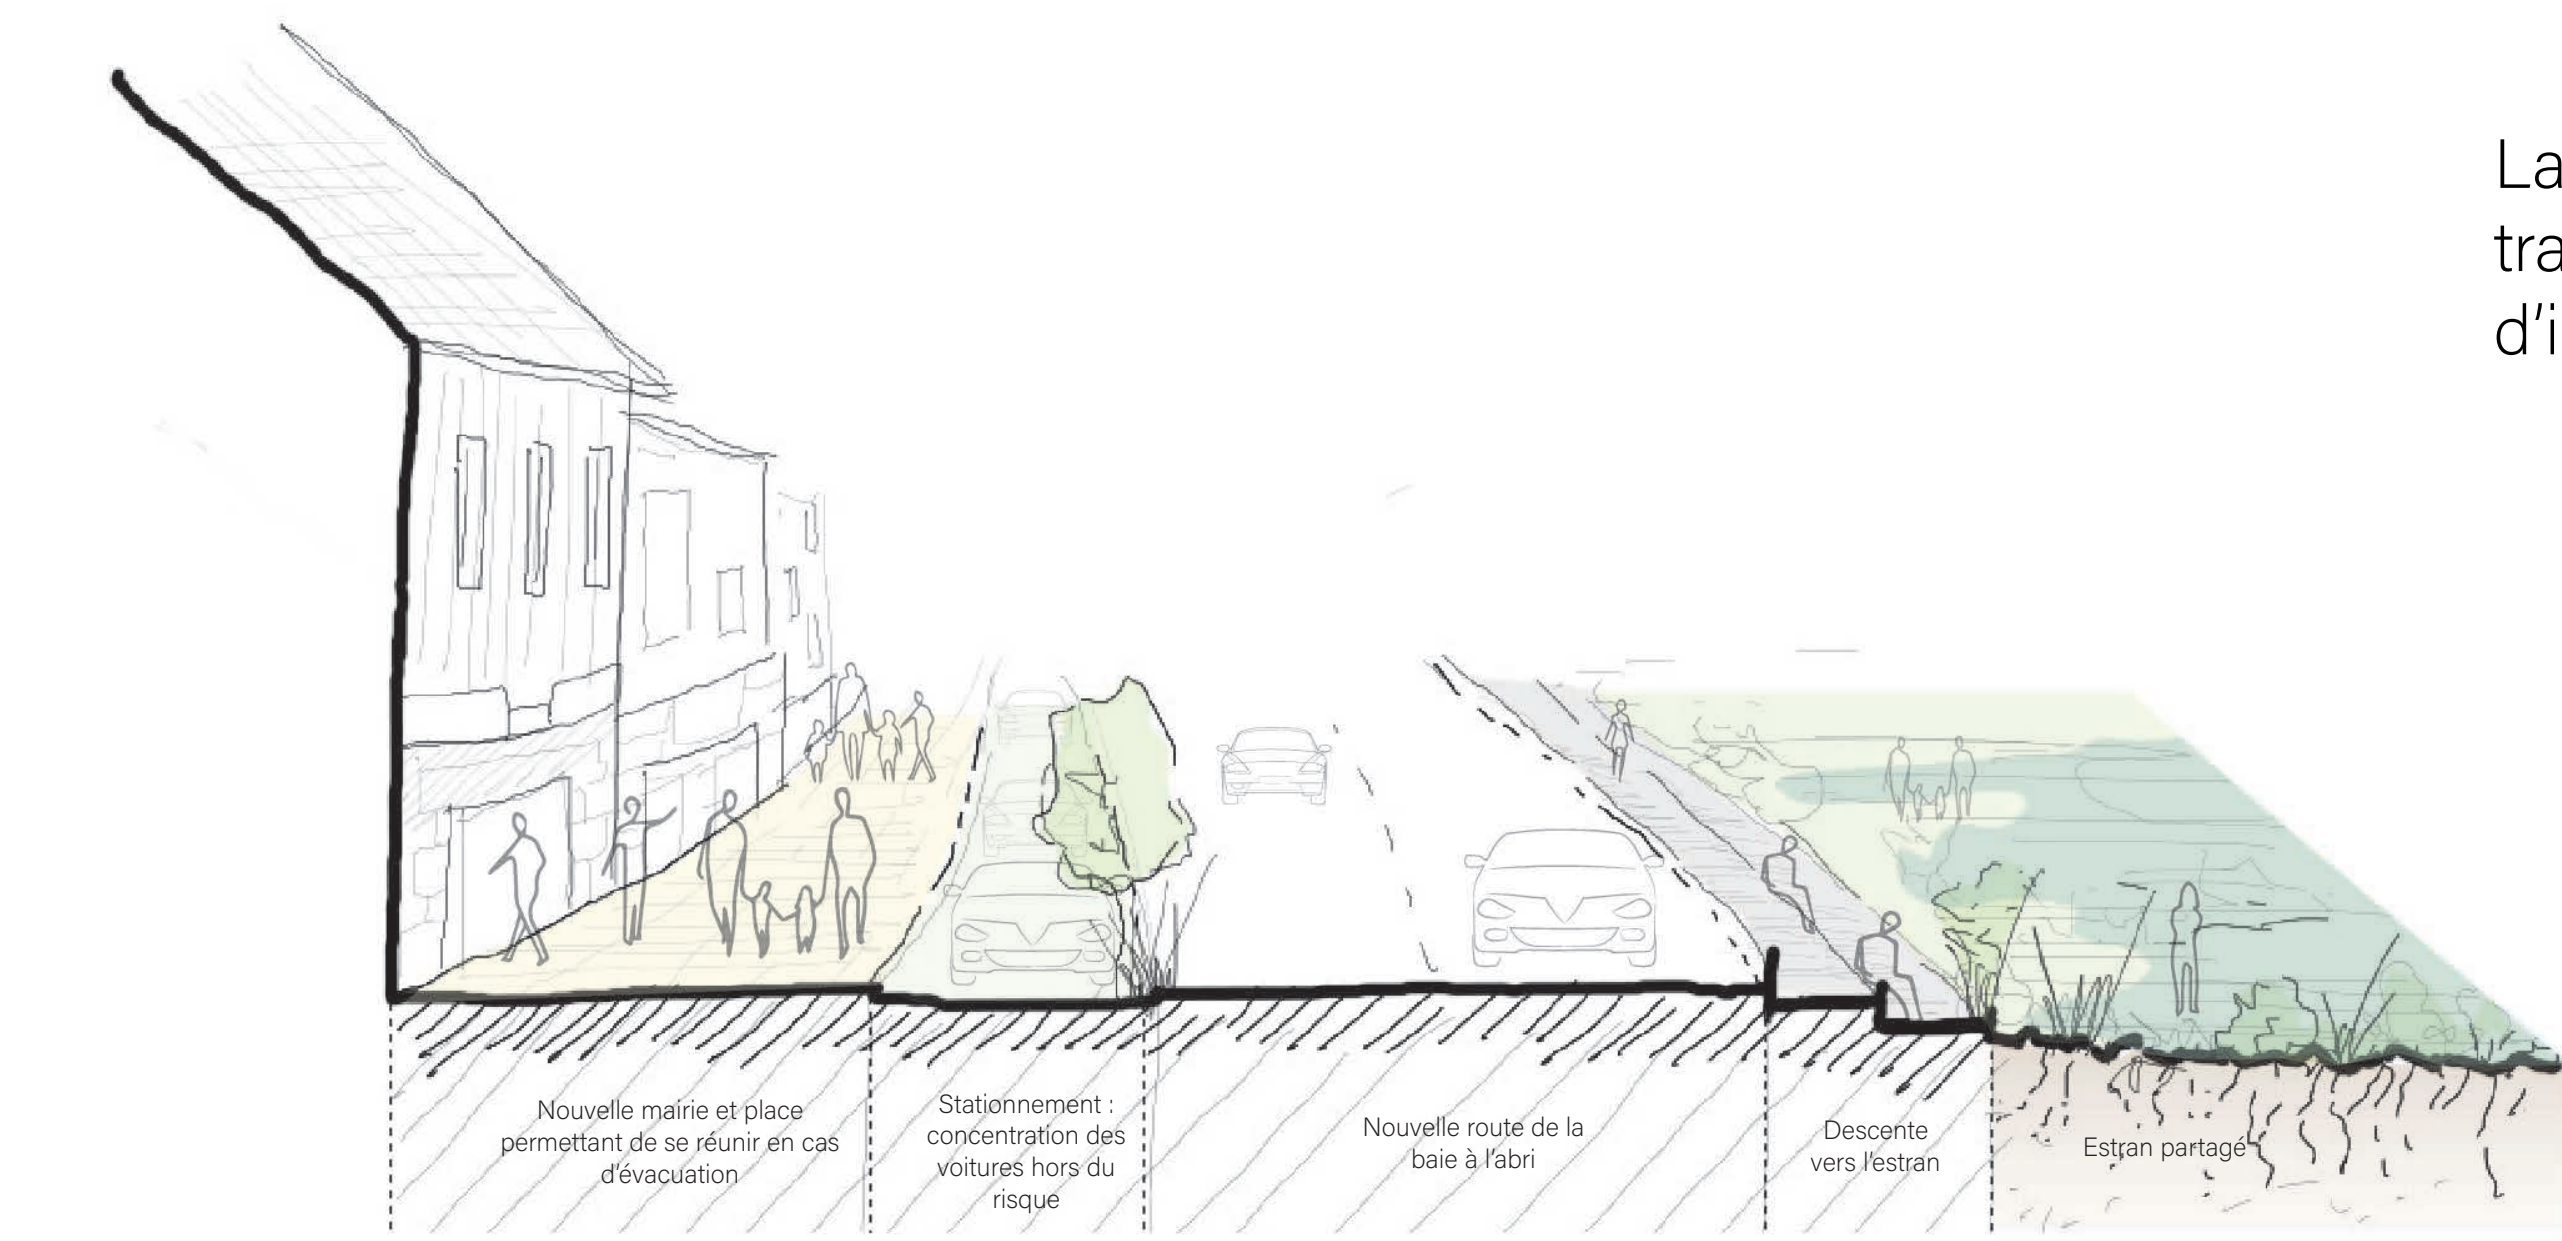 La
tra
d'i
Nouvelle mairie et place
permettant de se réunir en cas
d'évacuation
Stationnement :
concentration des
voitures hors du
risque
Nouvelle route de la
baie à l'abri
Descente
vers l'estran
Estran partagé